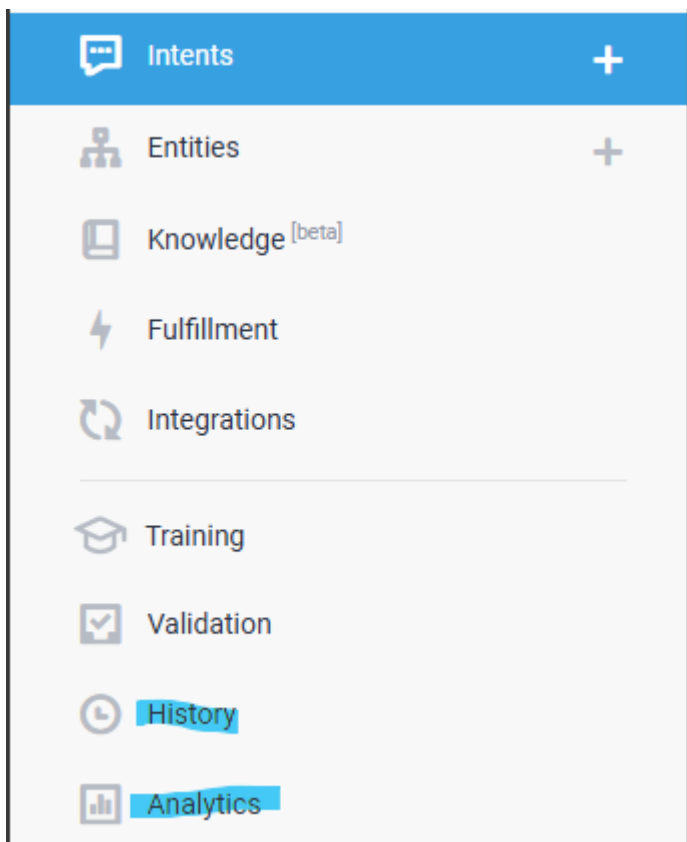 Intents
Entities
Knowledge [beta]
Fulfillment
Integrations
Training
Validation
History
Analytics